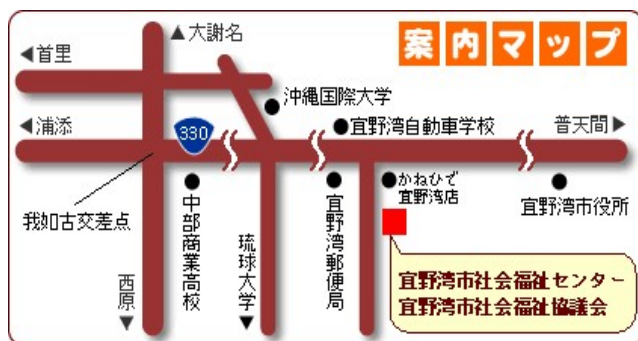 案内マップ
▲大謝名
◀首里
沖縄国際大学
◀浦添
330
宜野湾自動車学校
普天間▶
我如古交差点
中部商業高校
宜野湾郵便局
かねひで
宜野湾店
宜野湾市役所
西原▼
琉球大学▼
宜野湾市社会福祉センター
宜野湾市社会福祉協議会